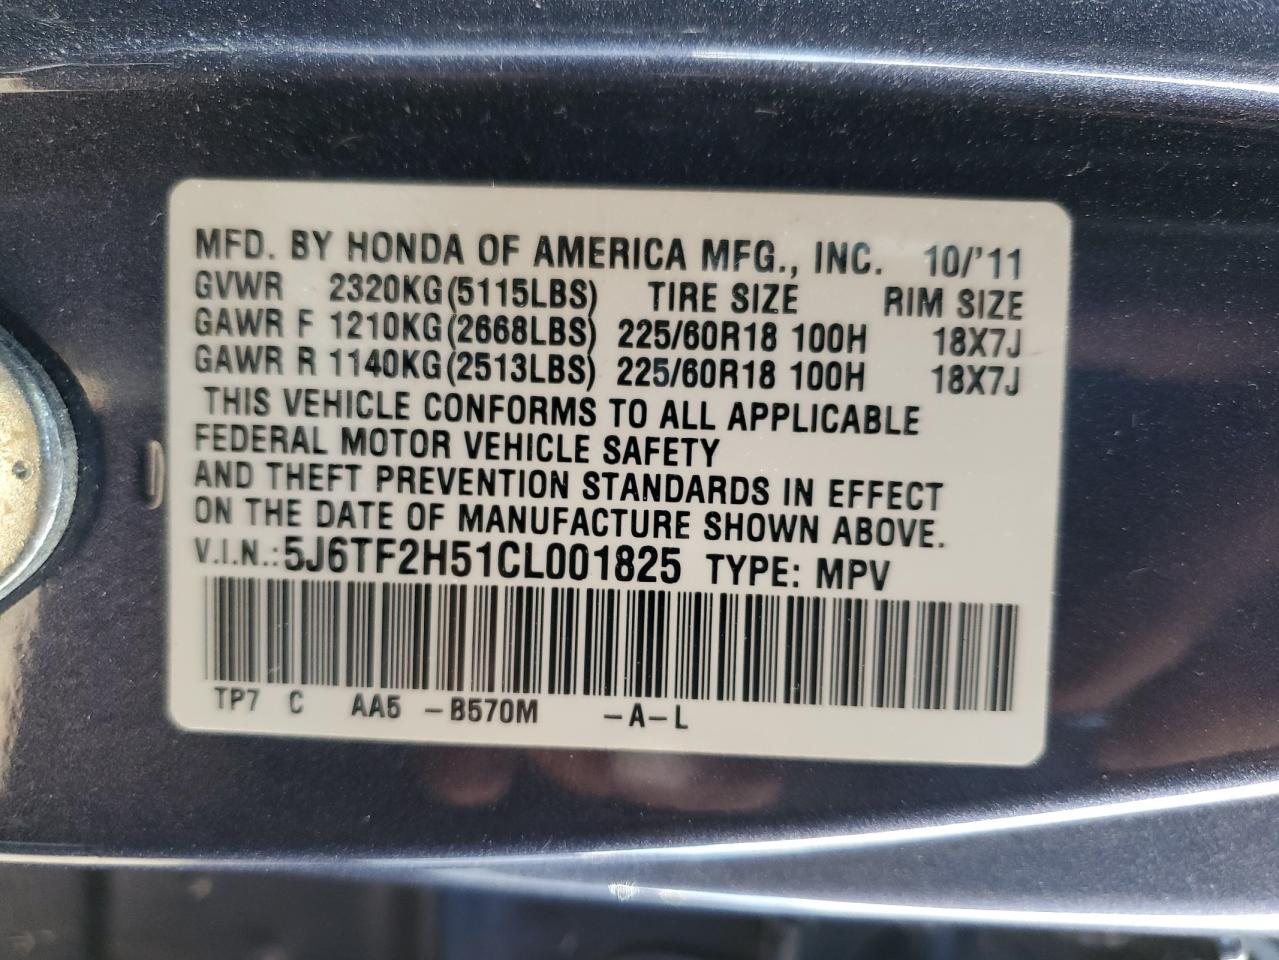 MFD. BY HONDA OF AMERICA MFG., INC. 10/'11
GVWR 2320KG(5115LBS) TIRE SIZE RIM SIZE
GAWR F 1210KG(2668LBS) 225/60R18 100H 18X7J
GAWR R 1140KG(2513LBS) 225/60R18 100H 18X7J
THIS VEHICLE CONFORMS TO ALL APPLICABLE
FEDERAL MOTOR VEHICLE SAFETY
AND THEFT PREVENTION STANDARDS IN EFFECT
ON THE DATE OF MANUFACTURE SHOWN ABOVE.
V.I.N.: 5J6TF2H51CL001825 TYPE: MPV
TP7 C AA5 -B570M -A-L